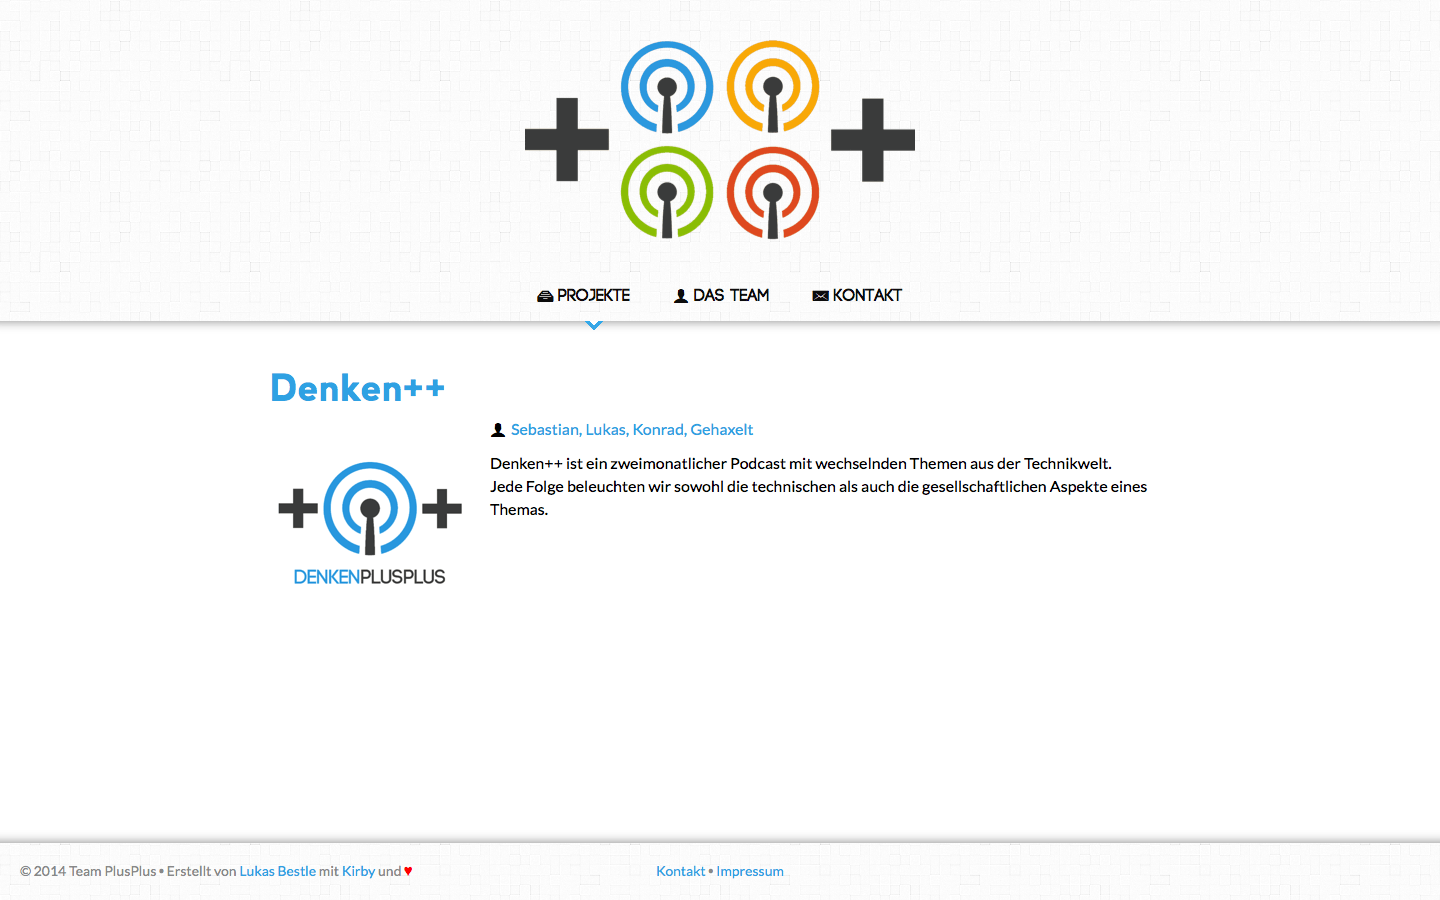 PROJEKTE DAS TEAM KONTAKT
Denken++
Sebastian, Lukas, Konrad, Gehaxelt
Denken++ ist ein zweimonatlicher Podcast mit wechselnden Themen aus der Technikwelt.
Jede Folge beleuchten wir sowohl die technischen als auch die gesellschaftlichen Aspekte eines
Themas.
DENKENPLUSPLUS
© 2014 Team PlusPlus • Erstellt von Lukas Bestle mit Kirby und ♥
Kontakt • Impressum